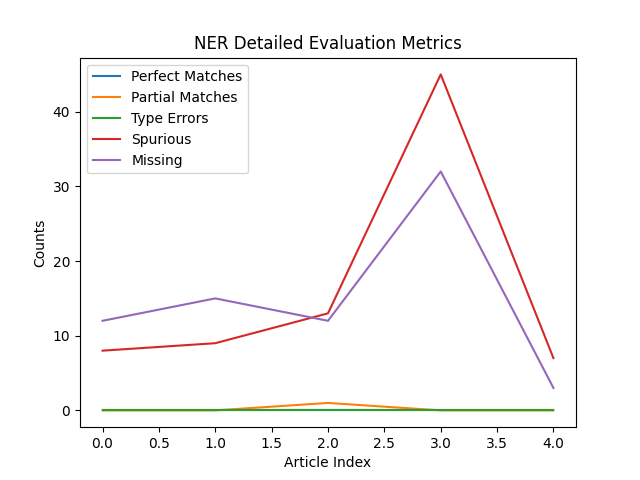 NER Detailed Evaluation Metrics
Perfect Matches
Partial Matches
Type Errors
Spurious
Missing
40
30
20
10
0
Counts
0.0 0.5 1.0 1.5 2.0 2.5 3.0 3.5 4.0
Article Index